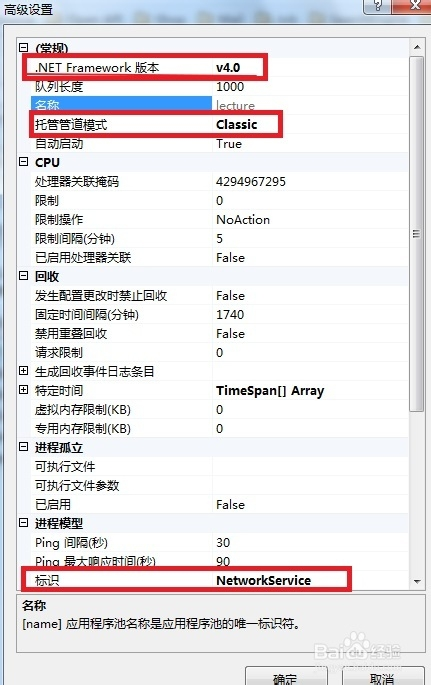 高级设置
(常规)
.NET Framework 版本 v4.0
队列长度 1000
名称 lecture
托管管道模式 Classic
自动启动 True
CPU
处理器关联掩码 4294967295
限制 0
限制操作 NoAction
限制间隔(分钟) 5
已启用处理器关联 False
回收
发生配置更改时禁止回收 False
固定时间间隔(分钟) 1740
禁用重叠回收 False
请求限制 0
生成回收事件日志条目
特定时间 TimeSpan[] Array
虚拟内存限制(KB) 0
专用内存限制(KB) 0
进程孤立
可执行文件
可执行文件参数
已启用 False
进程模型
Ping 间隔(秒) 30
Ping 最大响应时间(秒) 90
标识 NetworkService
名称
[name] 应用程序池名称是应用程序池的唯一标识符。
Baidu 经验
确定 取消